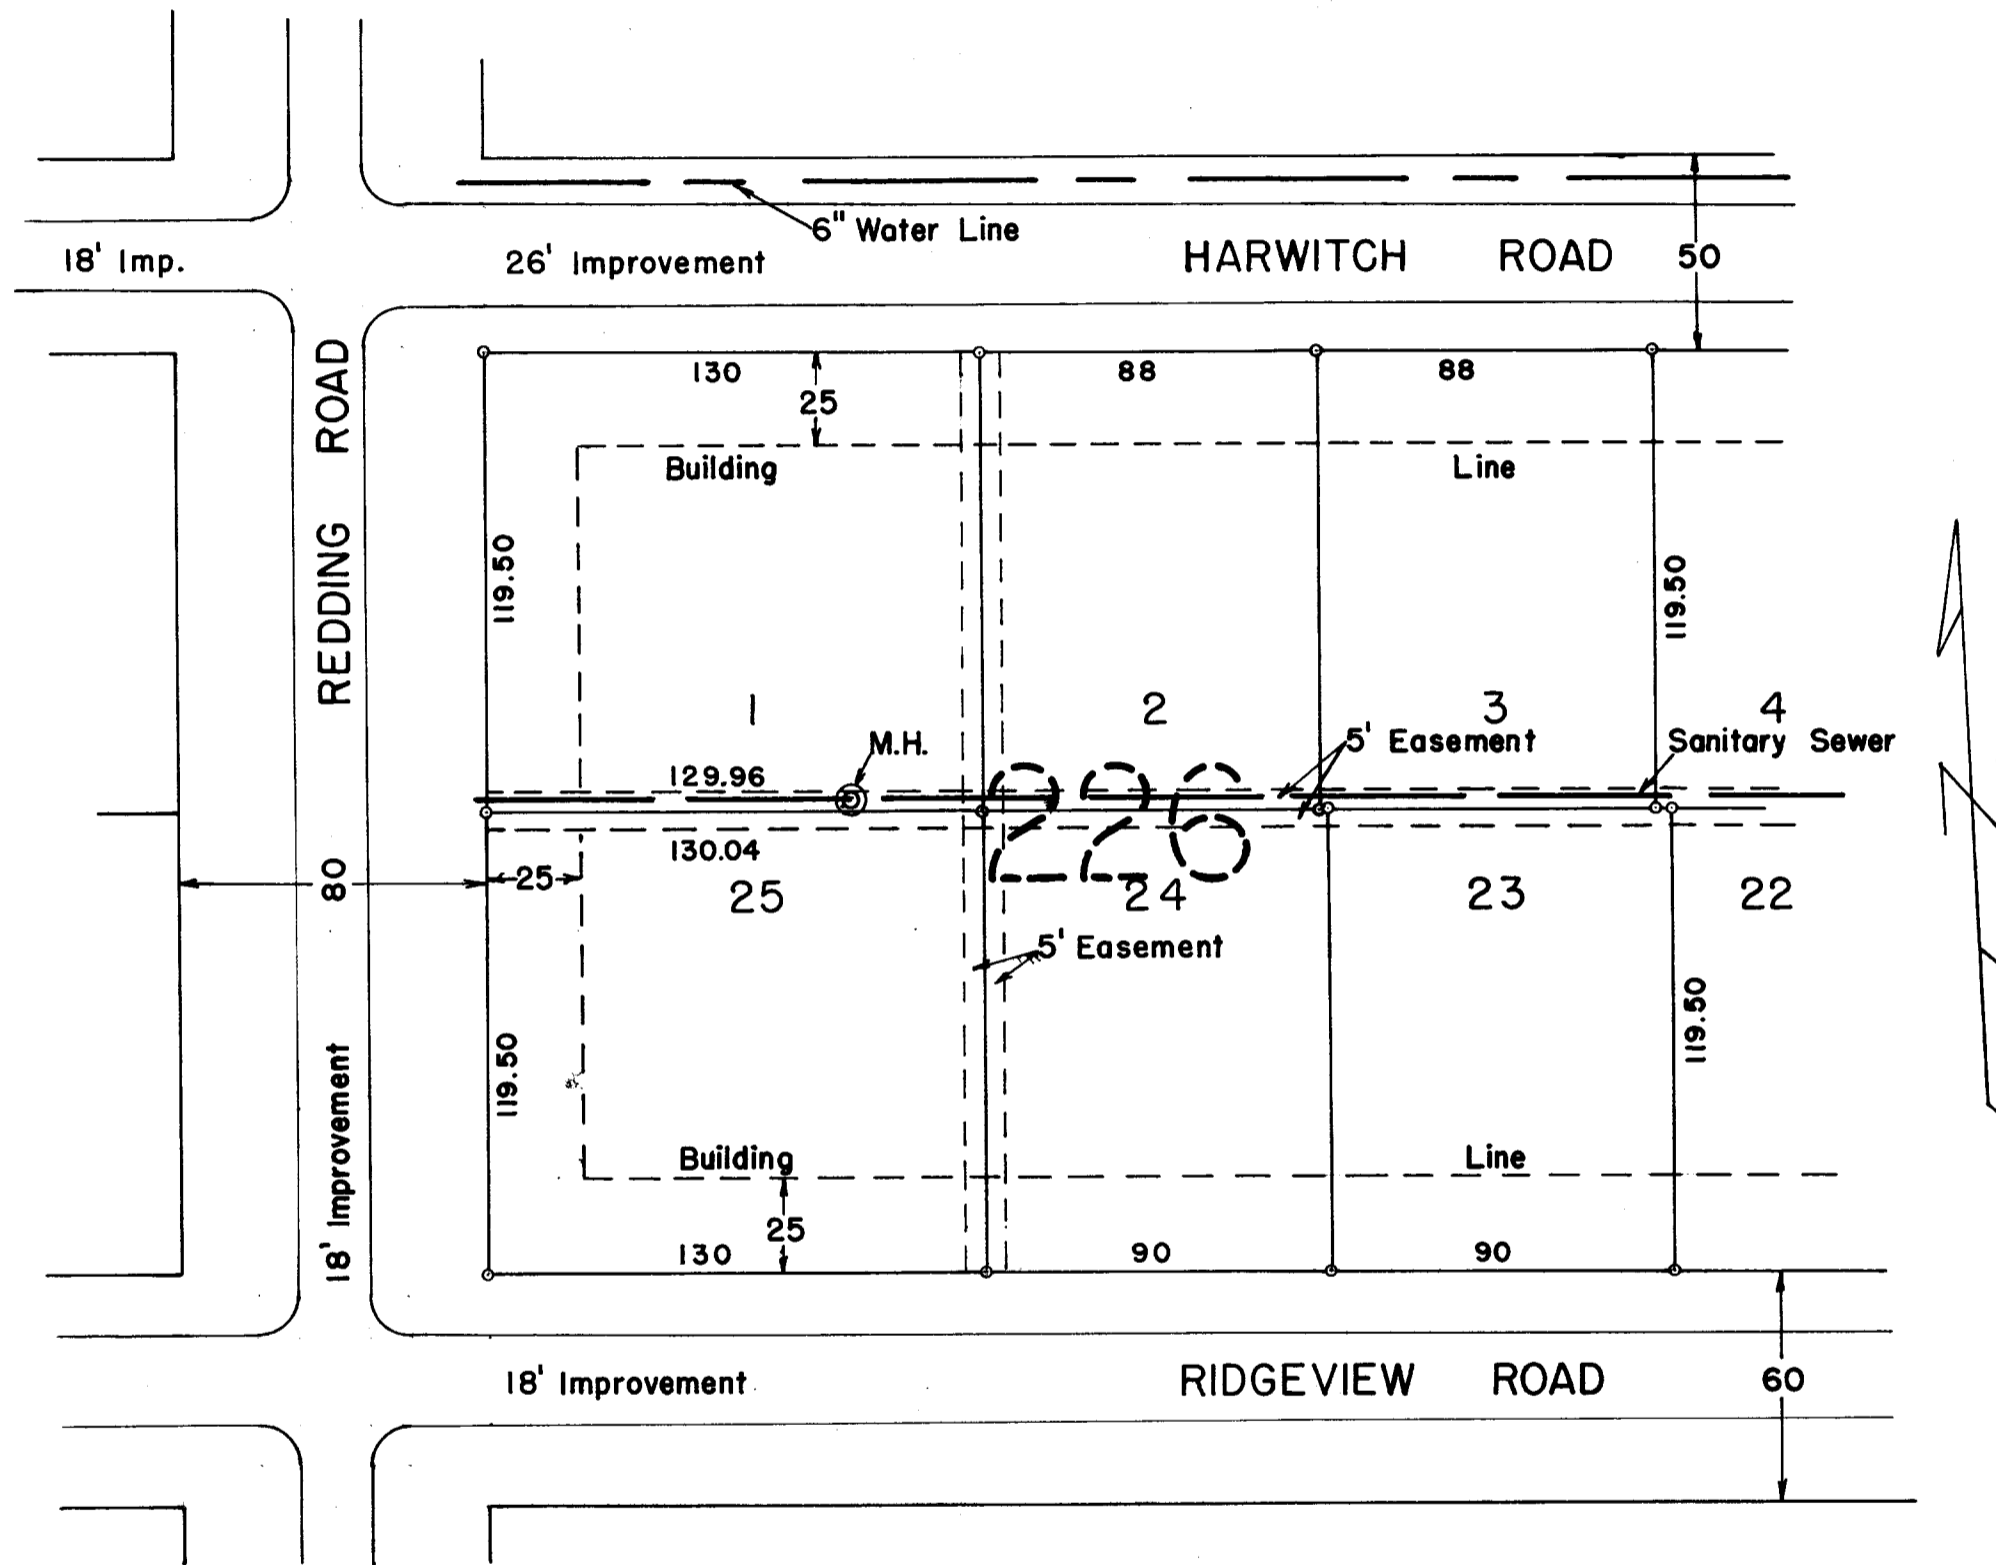 6" Water Line
18' Imp.
26' Improvement
HARWITCH ROAD
50
130
88
88
25
Building
Line
REDDING ROAD
119.50
119.50
1
2
3
4
M.H.
5' Easement
Sanitary Sewer
129.96
226
130.04
80
25
25
24
23
22
5' Easement
119.50
119.50
18' Improvement
Building
Line
25
130
90
90
18' Improvement
RIDGEVIEW ROAD
60